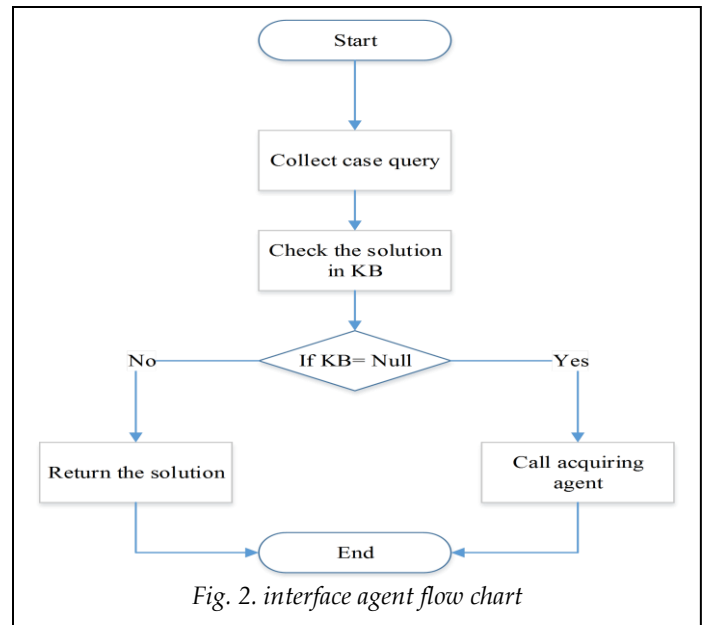 Start
Collect case query
Check the solution
in KB
If KB= Null
No
Yes
Return the solution
Call acquiring
agent
End
Fig. 2. interface agent flow chart